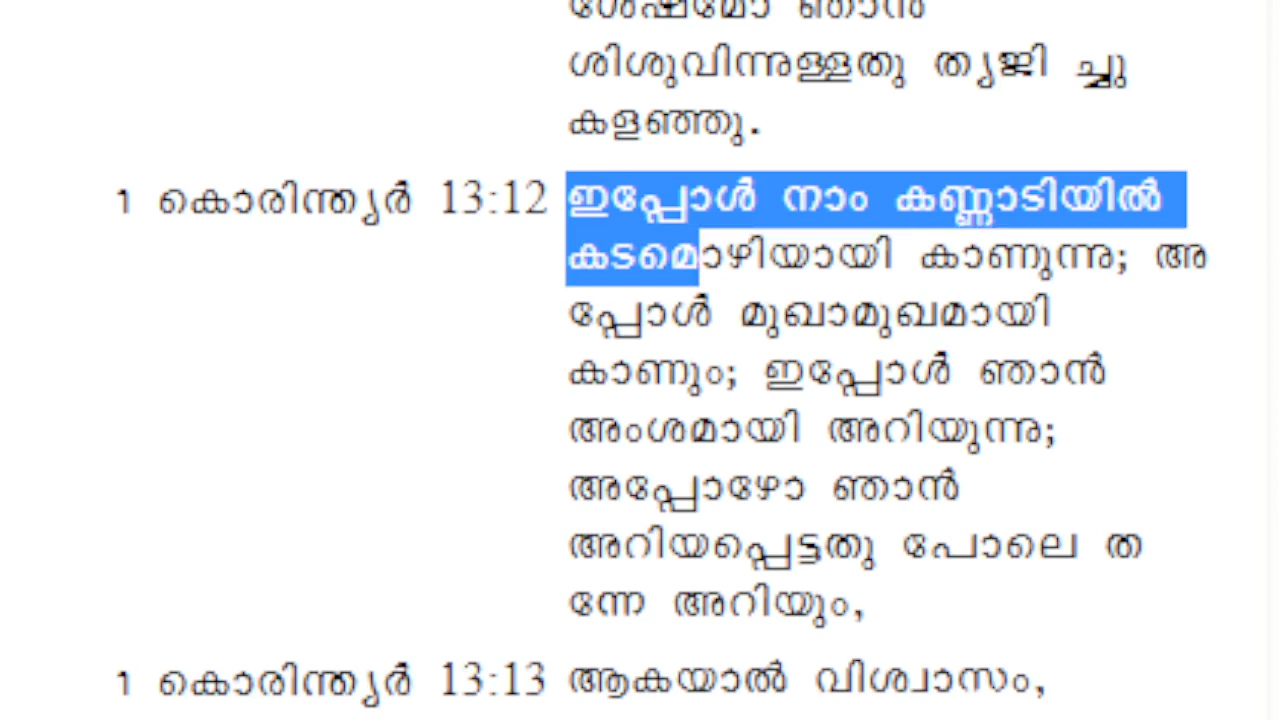 ശേഷമോ ഞാൻ
ശിശുവിന്നുള്ളതു ത്യജി ച്ചു
കളഞ്ഞു.
1 കൊരിന്ത്യർ 13:12 ഇപ്പോൾ നാം കണ്ണാടിയിൽ
കടമൊഴിയായി കാണുന്നു; അ
പ്പോൾ മുഖാമുഖമായി
കാണും; ഇപ്പോൾ ഞാൻ
അംശമായി അറിയുന്നു;
അപ്പോഴോ ഞാൻ
അറിയപ്പെട്ടതു പോലെ ത
ന്നേ അറിയും,
1 കൊരിന്ത്യർ 13:13 ആകയാൽ വിശ്വാസം,